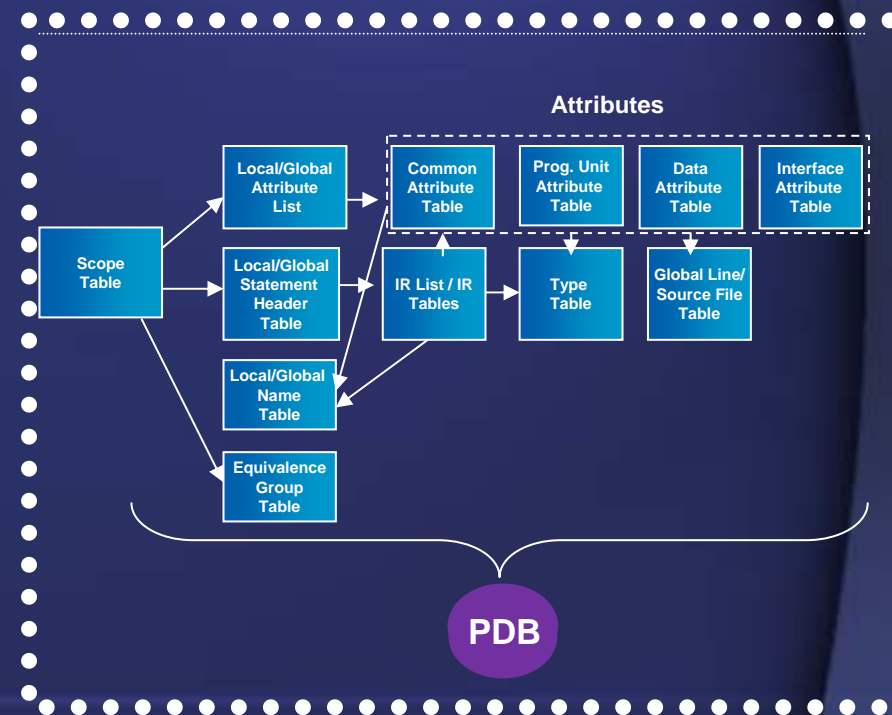 Attributes
Local/Global
Attribute
List
Common
Attribute
Table
Prog. Unit
Attribute
Table
Data
Attribute
Table
Interface
Attribute
Table
Scope
Table
Local/Global
Statement
Header
Table
IR List / IR
Tables
Type
Table
Global Line/
Source File
Table
Local/Global
Name
Table
Equivalence
Group
Table
PDB